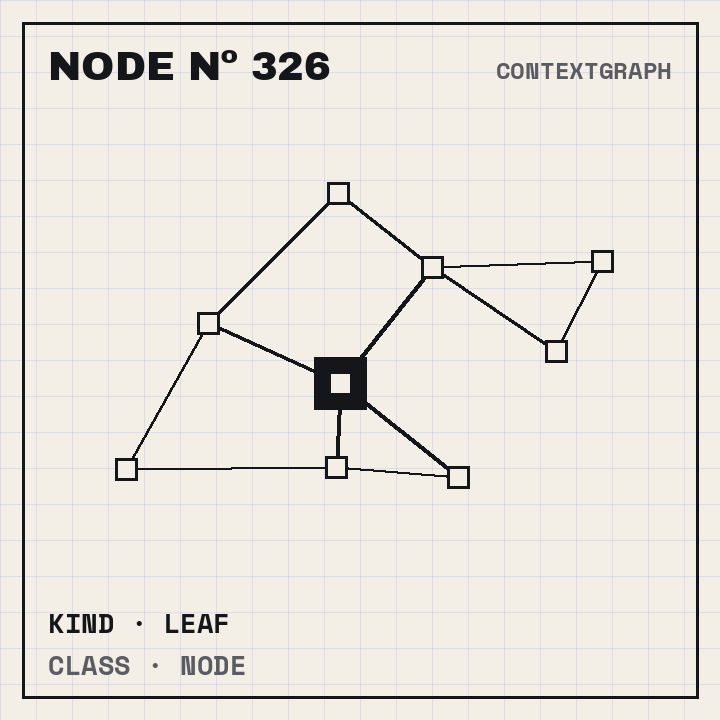 NODE Nº 326
CONTEXTGRAPH
KIND · LEAF
CLASS · NODE